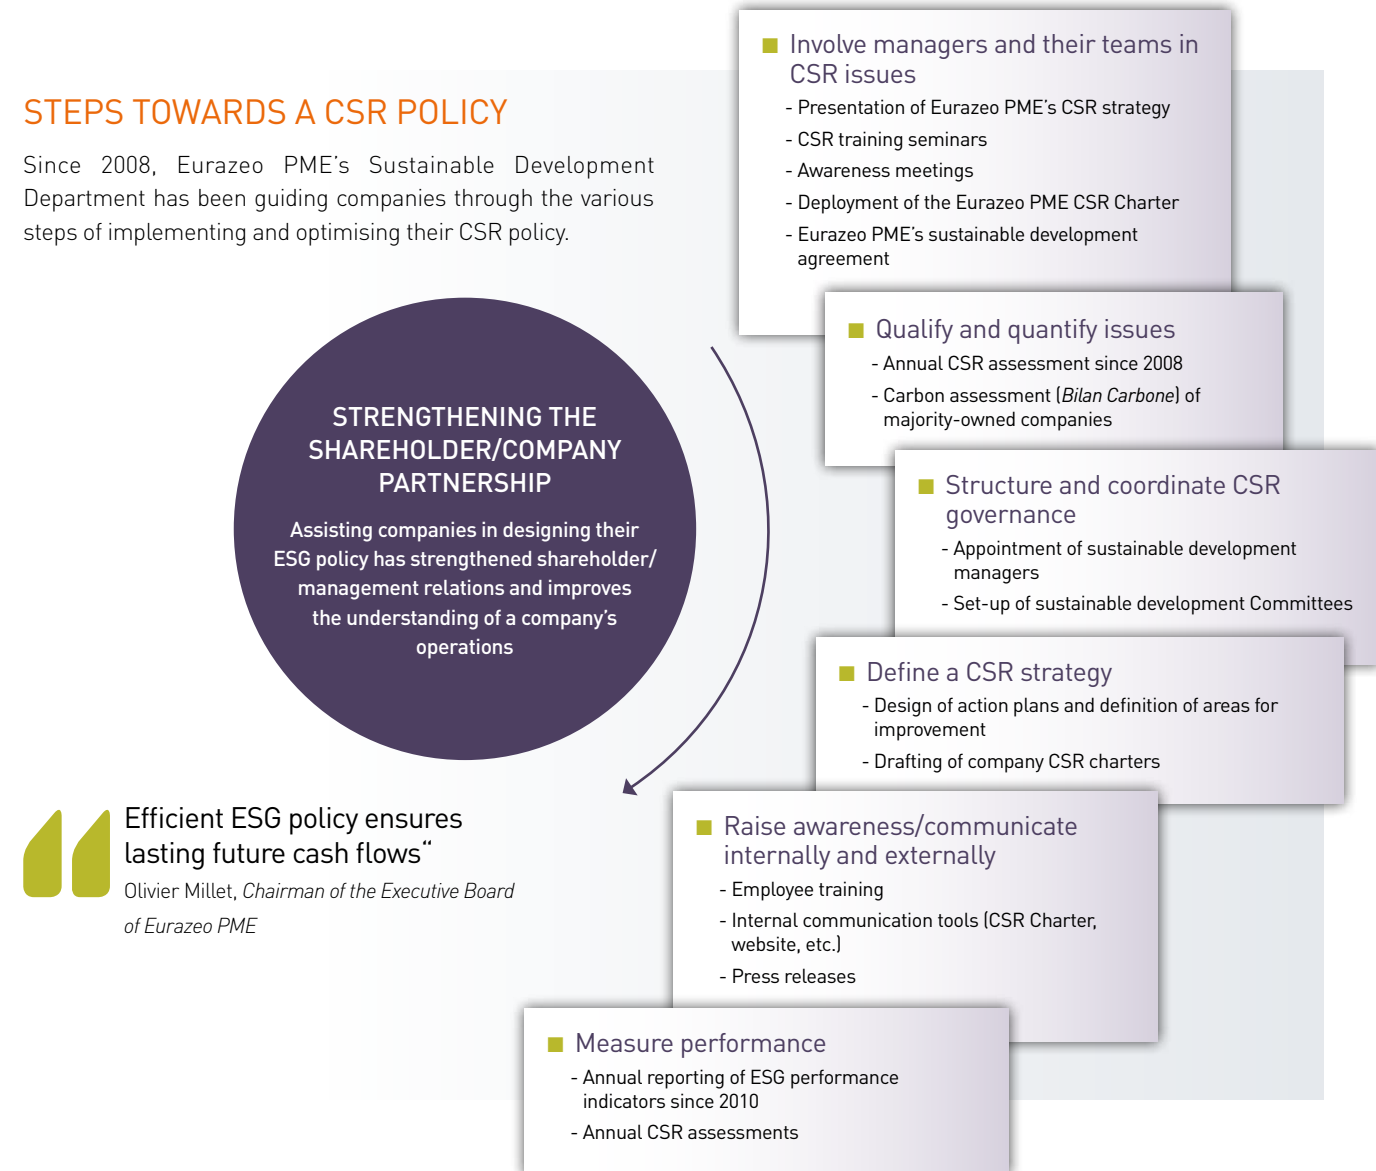 STEPS TOWARDS A CSR POLICY
Since 2008, Eurazeo PME’s Sustainable Development
Department has been guiding companies through the various
steps of implementing and optimising their CSR policy.
STRENGTHENING THE
SHAREHOLDER/COMPANY
PARTNERSHIP
Assisting companies in designing their
ESG policy has strengthened shareholder/
management relations and improves
the understanding of a company’s
operations
Efficient ESG policy ensures
lasting future cash flows“
Olivier Millet, Chairman of the Executive Board
of Eurazeo PME
Involve managers and their teams in
CSR issues
- Presentation of Eurazeo PME’s CSR strategy
- CSR training seminars
- Awareness meetings
- Deployment of the Eurazeo PME CSR Charter
- Eurazeo PME’s sustainable development
agreement
Qualify and quantify issues
- Annual CSR assessment since 2008
- Carbon assessment (Bilan Carbone) of
majority-owned companies
Structure and coordinate CSR
governance
- Appointment of sustainable development
managers
- Set-up of sustainable development Committees
Define a CSR strategy
- Design of action plans and definition of areas for
improvement
- Drafting of company CSR charters
Raise awareness/communicate
internally and externally
- Employee training
- Internal communication tools (CSR Charter,
website, etc.)
- Press releases
Measure performance
- Annual reporting of ESG performance
indicators since 2010
- Annual CSR assessments